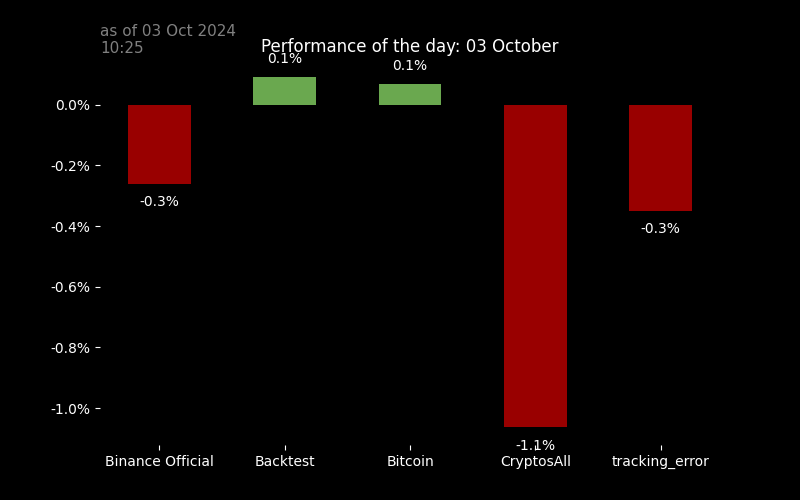 as of 03 Oct 2024
10:25
Performance of the day: 03 October
0.1%
0.1%
0.0%
-0.2%
-0.3%
-0.3%
-0.4%
-0.6%
-0.8%
-1.0%
-1.1%
Binance Official
Backtest
Bitcoin
CryptosAll
tracking_error